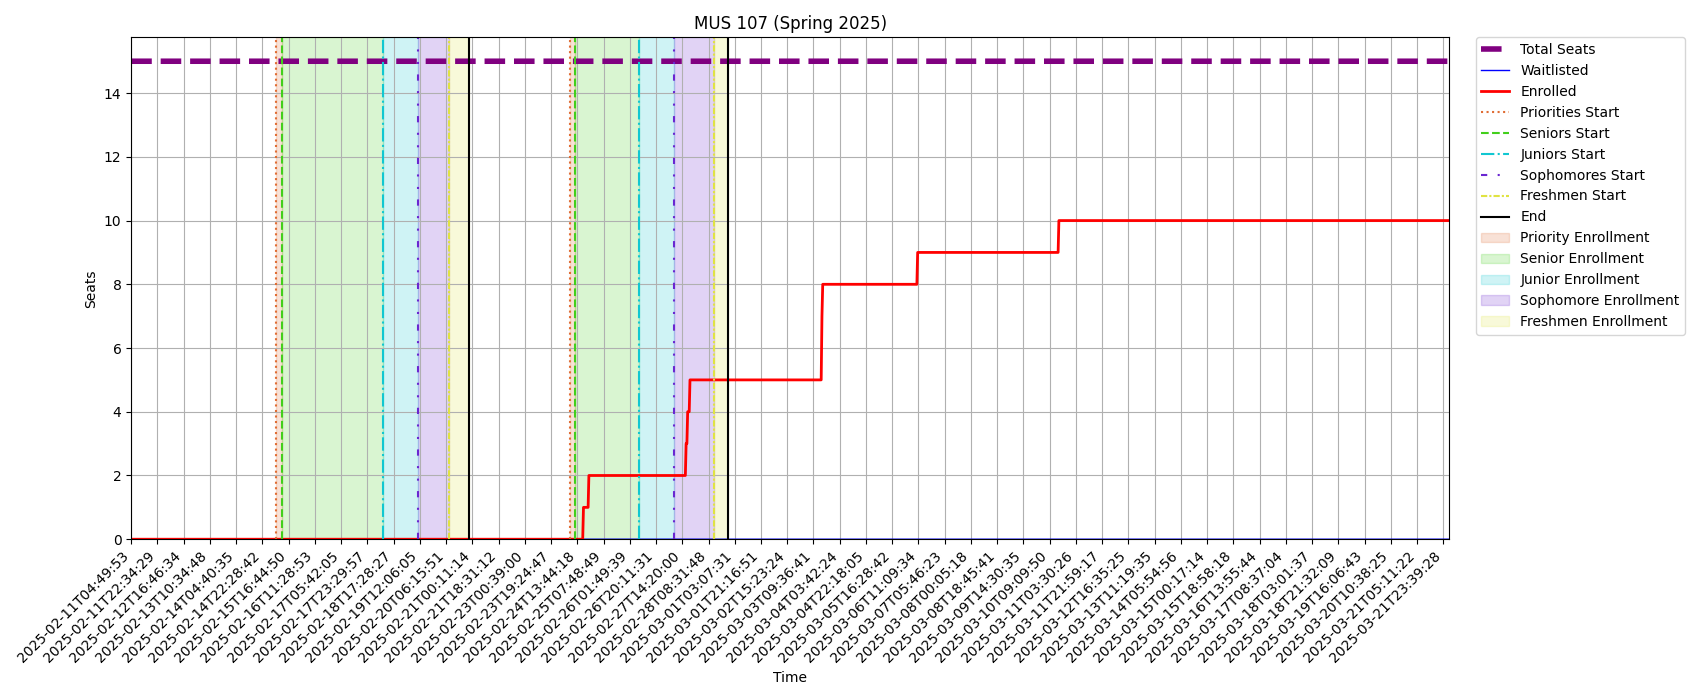 MUS 107 (Spring 2025)
Seats
14
12
10
8
6
4
2
0
2025-02-11T04:49:53
2025-02-11T22:34:29
2025-02-12T16:46:34
2025-02-13T10:34:48
2025-02-14T04:40:35
2025-02-14T22:28:42
2025-02-15T16:44:50
2025-02-16T11:28:53
2025-02-17T05:42:05
2025-02-17T23:29:57
2025-02-18T17:28:27
2025-02-19T12:06:05
2025-02-20T06:15:51
2025-02-21T00:11:14
2025-02-21T18:31:12
2025-02-23T00:39:00
2025-02-23T19:24:47
2025-02-24T13:44:18
2025-02-25T07:48:49
2025-02-26T01:49:39
2025-02-26T20:11:31
2025-02-27T14:20:00
2025-02-28T08:31:48
2025-03-01T03:07:31
2025-03-01T21:16:51
2025-03-02T15:23:24
2025-03-03T09:36:41
2025-03-04T03:42:24
2025-03-04T22:18:05
2025-03-05T16:28:42
2025-03-06T11:09:34
2025-03-07T05:46:23
2025-03-08T00:05:18
2025-03-08T18:45:41
2025-03-09T14:30:35
2025-03-10T09:09:50
2025-03-11T03:30:26
2025-03-11T21:59:17
2025-03-12T16:35:25
2025-03-13T11:19:35
2025-03-14T05:54:56
2025-03-15T00:17:14
2025-03-15T18:58:18
2025-03-16T13:55:44
2025-03-17T08:37:04
2025-03-18T03:01:37
2025-03-18T21:32:09
2025-03-19T16:06:43
2025-03-20T10:38:25
2025-03-21T05:11:22
2025-03-21T23:39:28
Time
Total Seats
Waitlisted
Enrolled
Priorities Start
Seniors Start
Juniors Start
Sophomores Start
Freshmen Start
End
Priority Enrollment
Senior Enrollment
Junior Enrollment
Sophomore Enrollment
Freshmen Enrollment